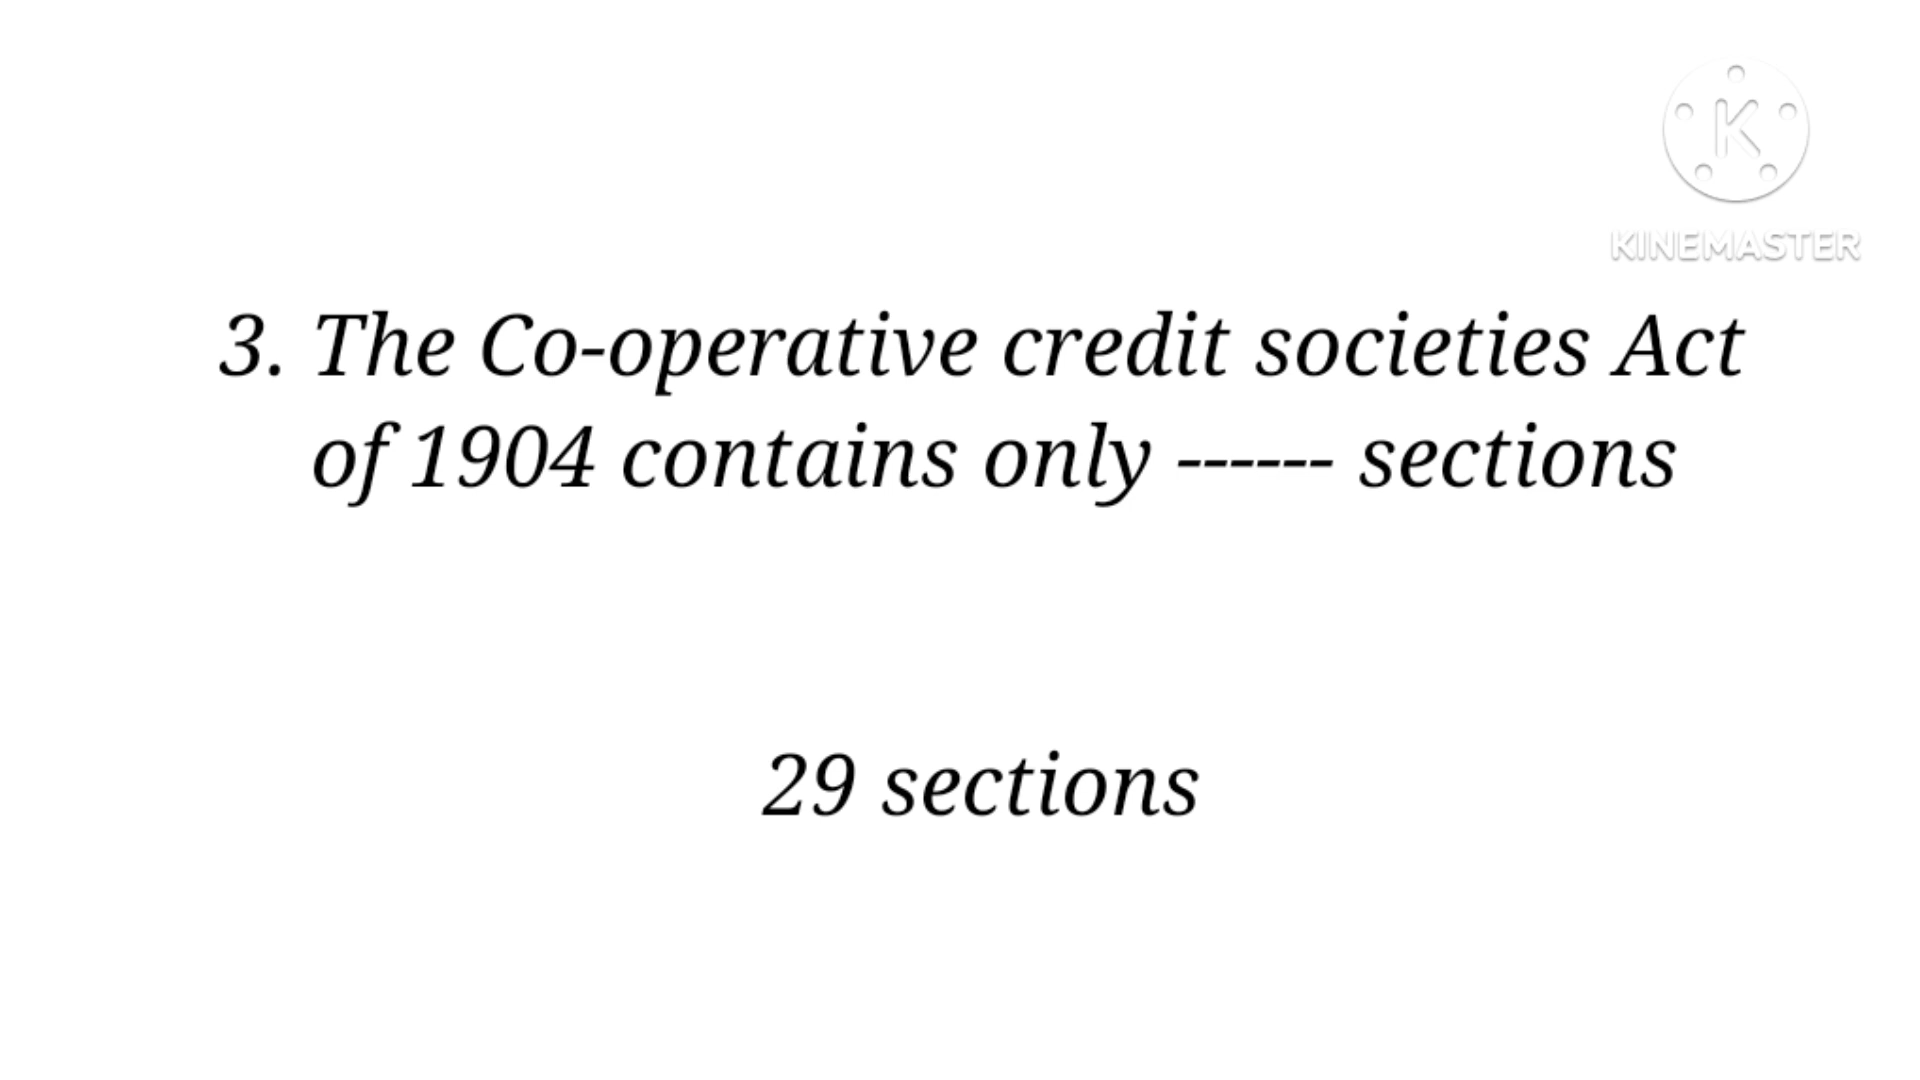 K
KINEMASTER
3. The Co-operative credit societies Act
of 1904 contains only ------ sections
29 sections